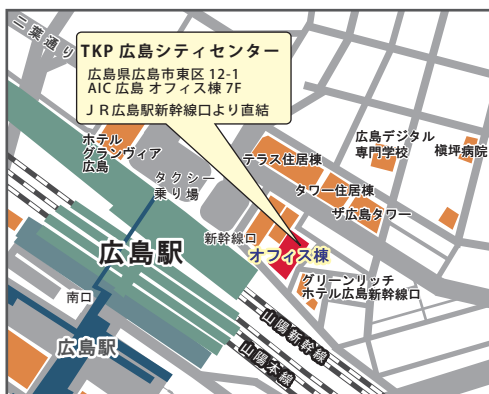 二葉通り
TKP 広島シティセンター
広島県広島市東区 12-1
AIC 広島 オフィス棟 7F
ＪＲ広島駅新幹線口より直結
ホテル
グランヴィア
広島
タクシー
乗り場
テラス住居棟
広島デジタル
専門学校
槇坪病院
タワー住居棟
ザ広島タワー
新幹線口
オフィス棟
広島駅
グリーンリッチ
ホテル広島新幹線口
南口
広島駅
山陽新幹線
山陽本線